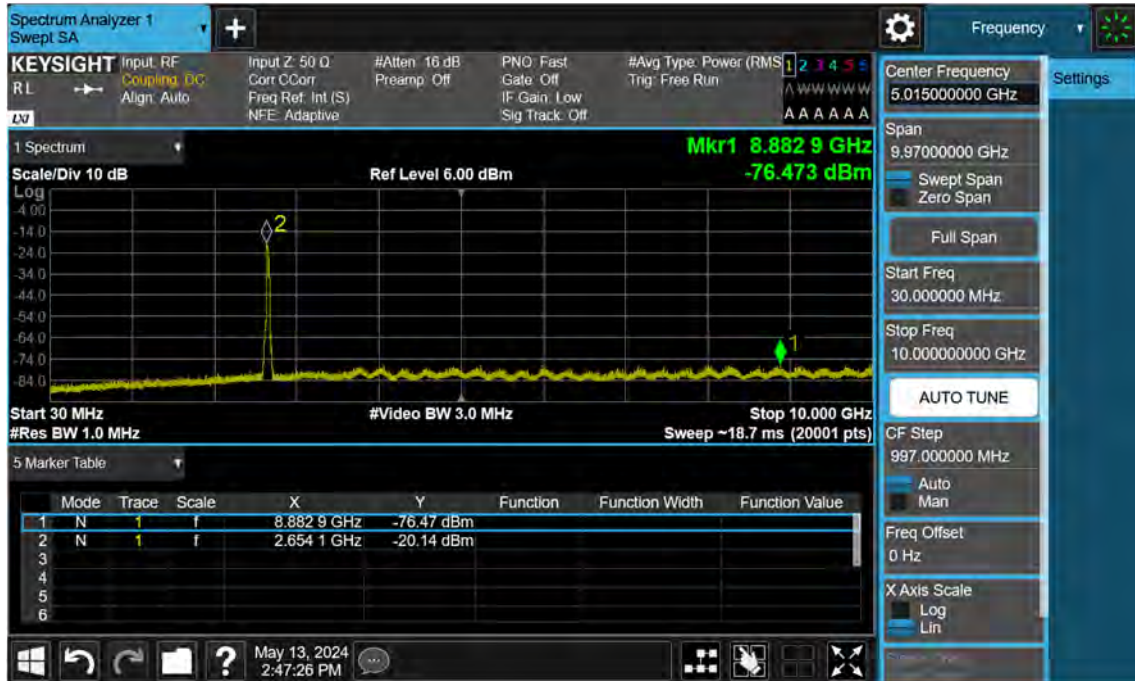 Spectrum Analyzer 1
Swept SA
Frequency
KEYSIGHT
RL
LXI
Input: RF
Coupling: DC
Align: Auto
Input Z: 50 Ω
Corr CCorr
Freq Ref: Int (S)
NFE: Adaptive
#Atten: 16 dB
Preamp: Off
PNO: Fast
Gate: Off
IF Gain: Low
Sig Track: Off
#Avg Type: Power (RMS
Trig: Free Run
1 2 3 4 5 6
A W W W W W
A A A A A A
1 Spectrum
Mkr1 8.882 9 GHz
Scale/Div 10 dB
Ref Level 6.00 dBm
-76.473 dBm
Log
-4.00
-14.0
-24.0
-34.0
-44.0
-54.0
-64.0
-74.0
-84.0
2
1
Start 30 MHz
#Video BW 3.0 MHz
Stop 10.000 GHz
#Res BW 1.0 MHz
Sweep ~18.7 ms (20001 pts)
5 Marker Table
Mode Trace Scale X Y Function Function Width Function Value
1 N 1 f 8.882 9 GHz -76.47 dBm
2 N 1 f 2.654 1 GHz -20.14 dBm
3
4
5
6
May 13, 2024
2:47:26 PM
Center Frequency
5.015000000 GHz
Settings
Span
9.97000000 GHz
Swept Span
Zero Span
Full Span
Start Freq
30.000000 MHz
Stop Freq
10.000000000 GHz
AUTO TUNE
CF Step
997.000000 MHz
Auto
Man
Freq Offset
0 Hz
X Axis Scale
Log
Lin